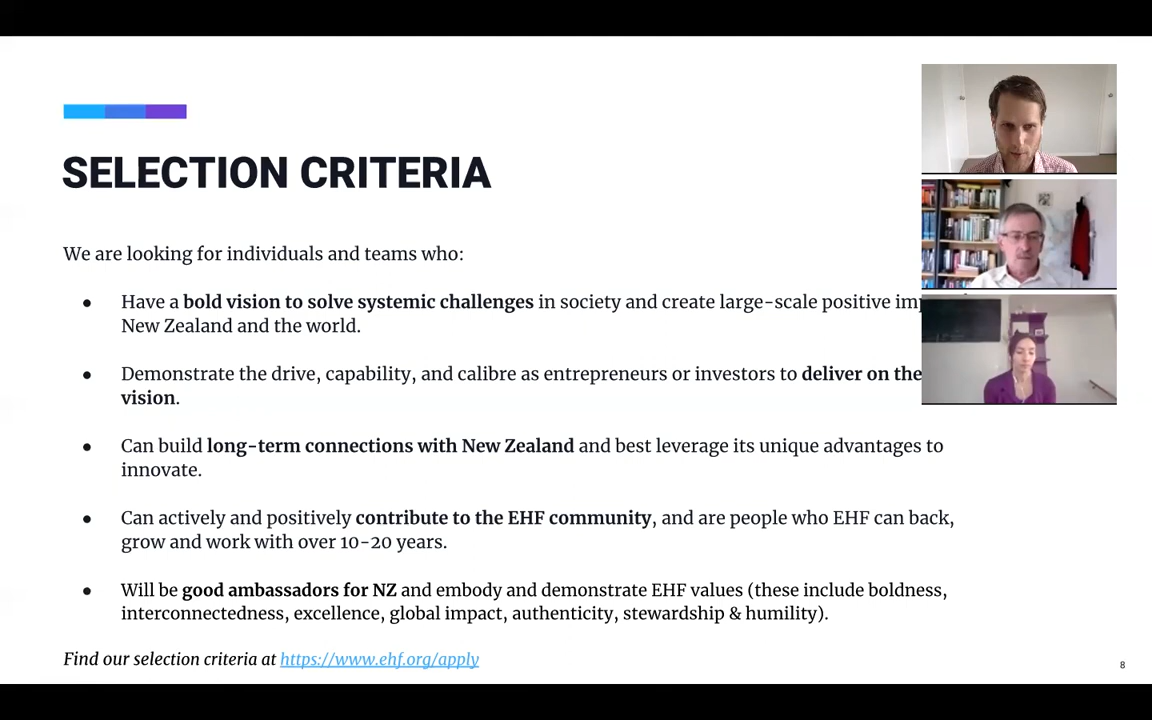 SELECTION CRITERIA
We are looking for individuals and teams who:
● Have a bold vision to solve systemic challenges in society and create large-scale positive
New Zealand and the world.
● Demonstrate the drive, capability, and calibre as entrepreneurs or investors to deliver on the
vision.
● Can build long-term connections with New Zealand and best leverage its unique advantages to
innovate.
● Can actively and positively contribute to the EHF community, and are people who EHF can back,
grow and work with over 10-20 years.
● Will be good ambassadors for NZ and embody and demonstrate EHF values (these include boldness,
interconnectedness, excellence, global impact, authenticity, stewardship & humility).
Find our selection criteria at https://www.ehf.org/apply
8